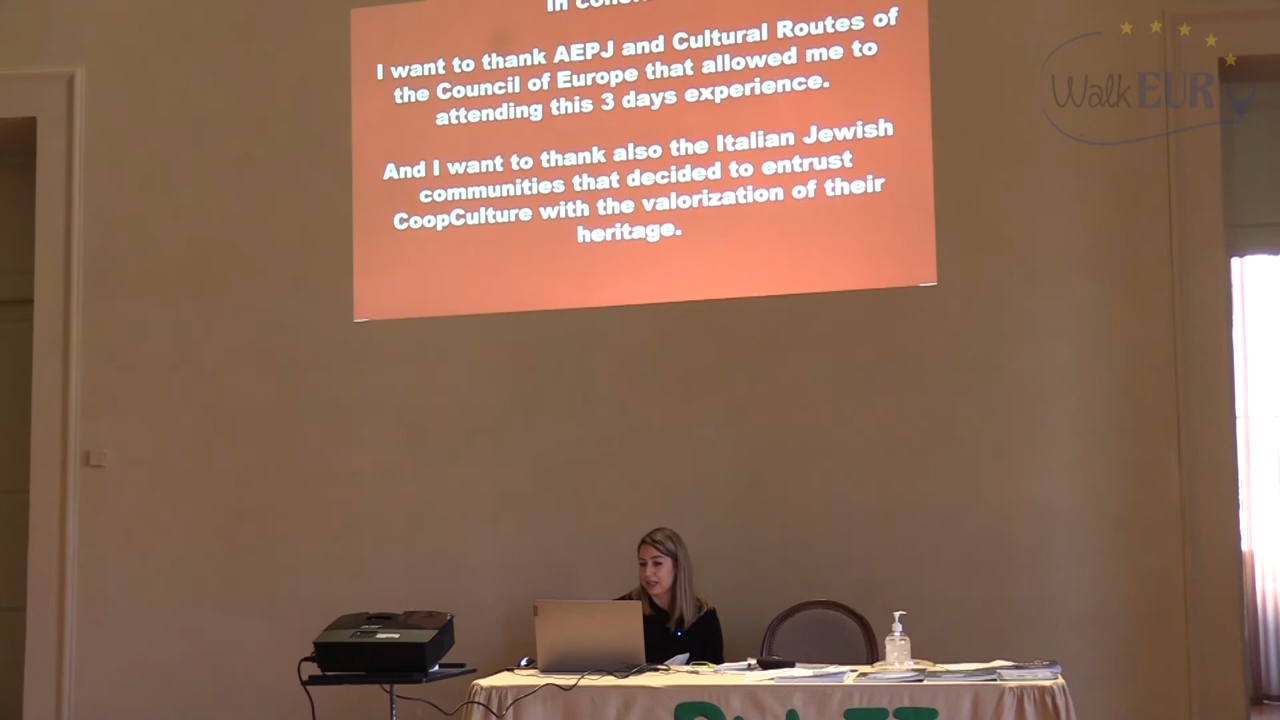 I want to thank AEPJ and Cultural Routes of
the Council of Europe that allowed me to
attending this 3 days experience.
And I want to thank also the Italian Jewish
communities that decided to entrust
CoopCulture with the valorization of their
heritage.
Walk EUR